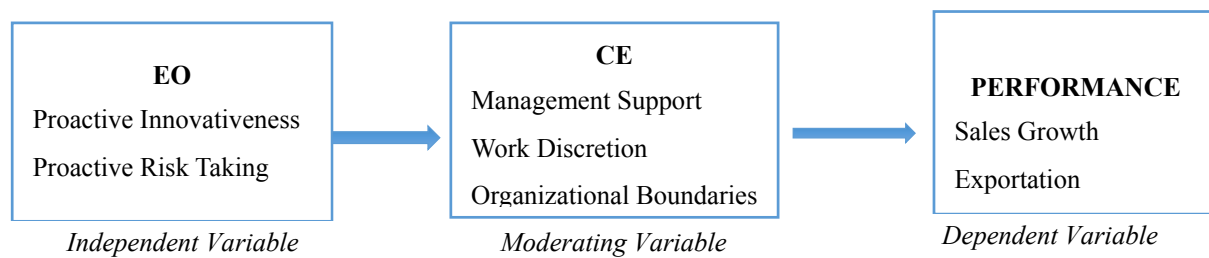 EO
Proactive Innovativeness
Proactive Risk Taking
Independent Variable
CE
Management Support
Work Discretion
Organizational Boundaries
Moderating Variable
PERFORMANCE
Sales Growth
Exportation
Dependent Variable